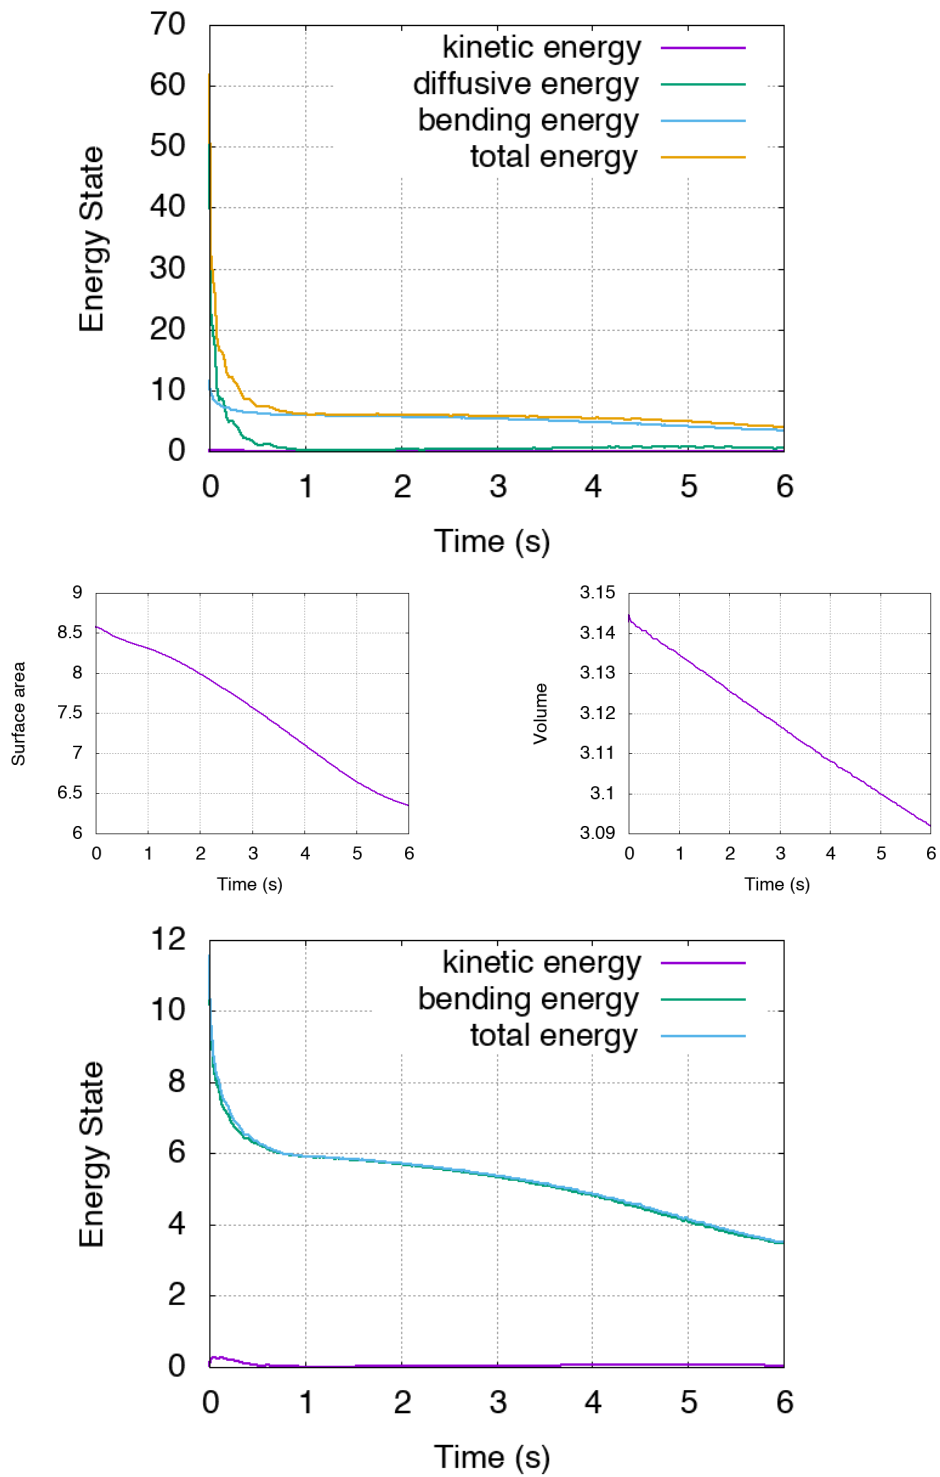 70
60
50
40
30
20
10
0
Energy State
kinetic energy
diffusive energy
bending energy
total energy
0 1 2 3 4 5 6
Time (s)
9
8.5
8
7.5
7
6.5
6
Surface area
0 1 2 3 4 5 6
Time (s)
3.15
3.14
3.13
3.12
3.11
3.1
3.09
Volume
0 1 2 3 4 5 6
Time (s)
12
10
8
6
4
2
0
Energy State
kinetic energy
bending energy
total energy
0 1 2 3 4 5 6
Time (s)